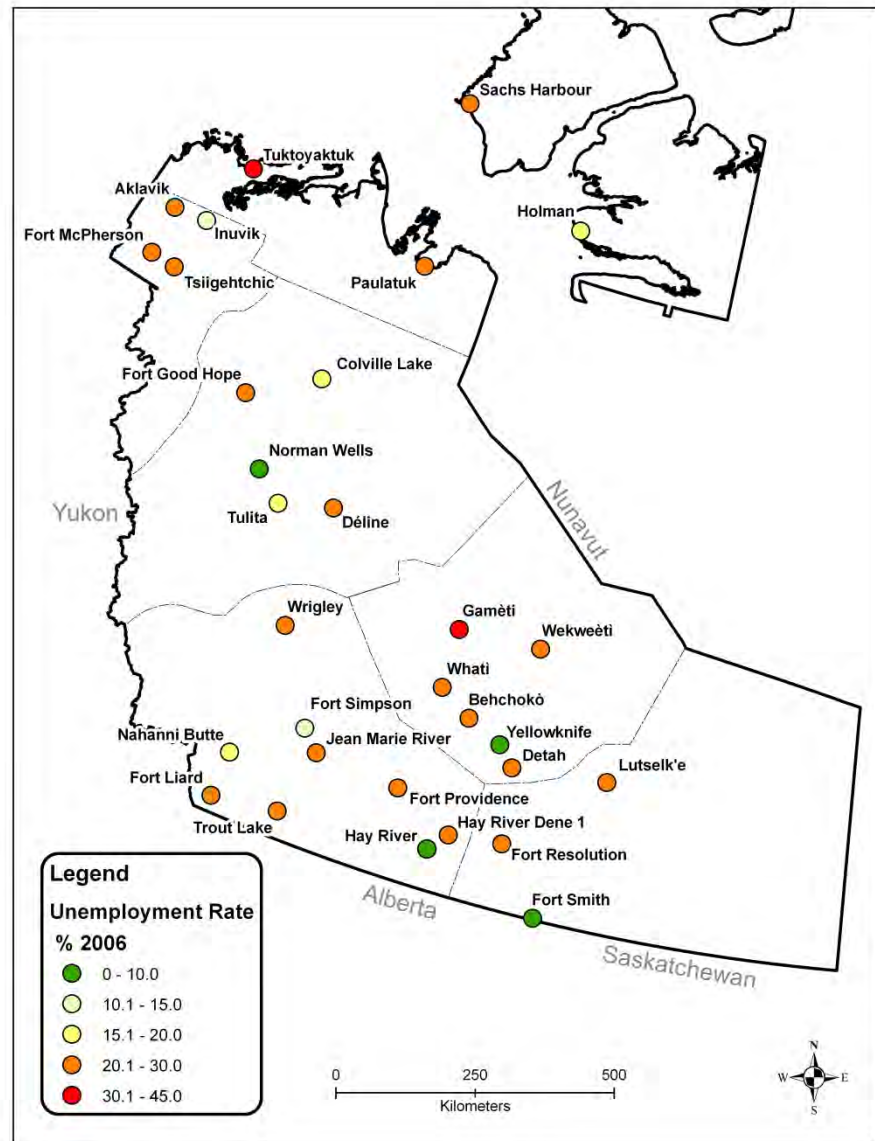 Sachs Harbour
Tuktoyaktuk
Aklavik
Inuvik
Holman
Fort McPherson
Tsiigehtchic
Paulatuk
Colville Lake
Fort Good Hope
Norman Wells
Yukon
Nunavut
Tulita
Déline
Wrigley
Gamèti
Wekweètì
Whatì
Fort Simpson
Behchokò
Nahanni Butte
Yellowknife
Jean Marie River
Detah
Lutselk'e
Fort Liard
Fort Providence
Trout Lake
Hay River Dene 1
Hay River
Fort Resolution
Alberta
Fort Smith
Saskatchewan
Legend
Unemployment Rate
% 2006
0 - 10.0
10.1 - 15.0
15.1 - 20.0
20.1 - 30.0
30.1 - 45.0
0 250 500
Kilometers
N
W E
S